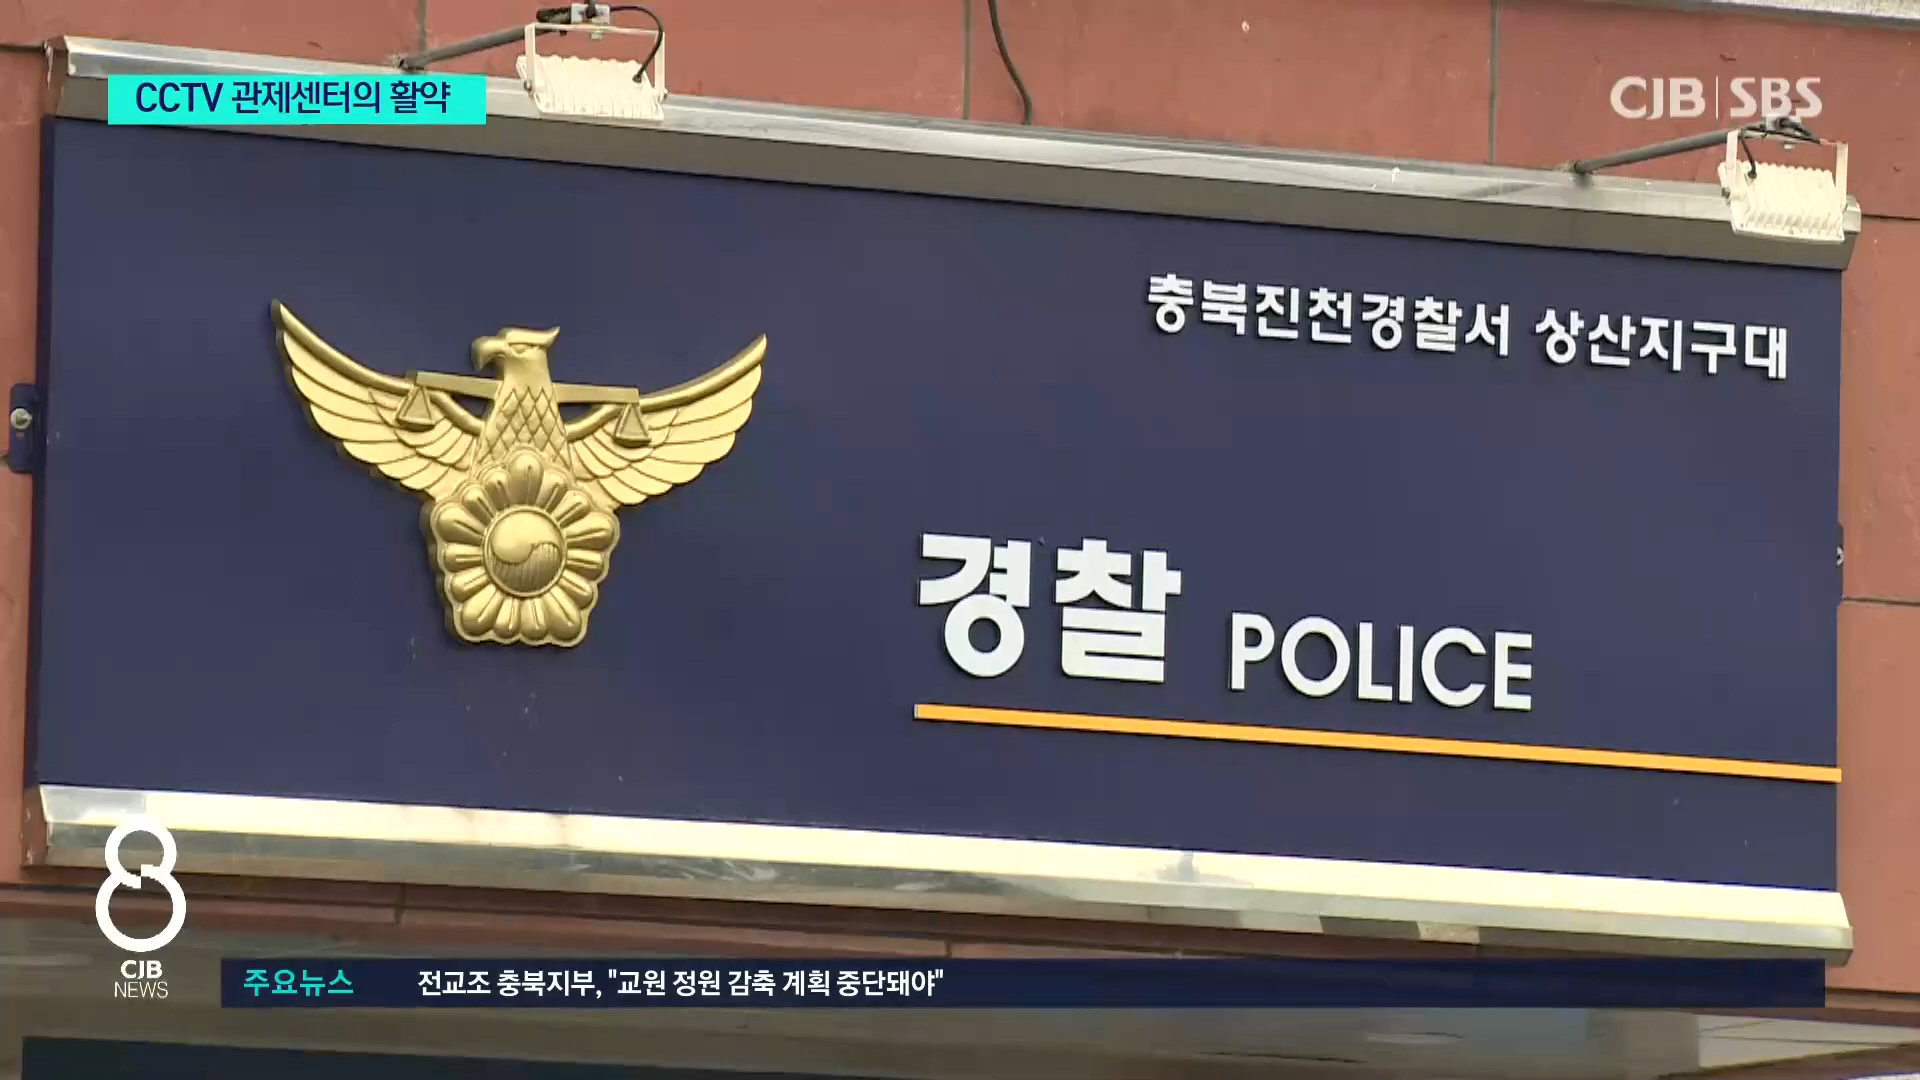 CCTV 관제센터의 활약
CJB SBS
충북진천경찰서 상산지구대
경찰 POLICE
8
CJB
NEWS
주요뉴스 전교조 충북지부, "교원 정원 감축 계획 중단돼야"